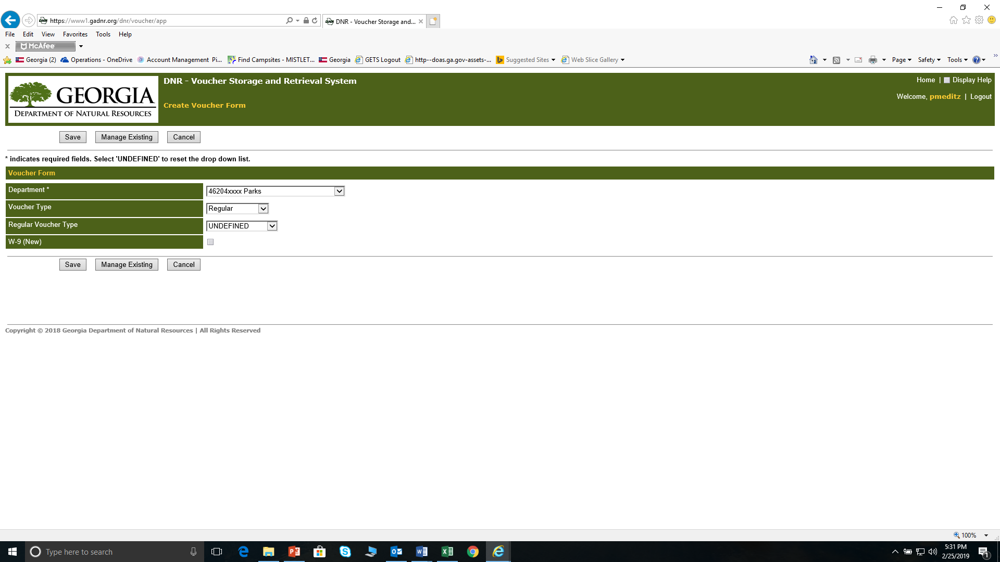 https://www1.gadnr.org/dnr/voucher/app
DNR - Voucher Storage and...
File Edit View Favorites Tools Help
x McAfee
Georgia (2) Operations - OneDrive Account Management Pi... Find Campsites - MISTLET... Georgia GETS Logout http--doas.ga.gov-assets-... Suggested Sites Web Slice Gallery Page Safety Tools »
GEORGIA
DEPARTMENT OF NATURAL RESOURCES
DNR - Voucher Storage and Retrieval System
Create Voucher Form
Home | Display Help
Welcome, pmeditz | Logout
Save Manage Existing Cancel
* indicates required fields. Select 'UNDEFINED' to reset the drop down list.
Voucher Form
Department * 46204xxxx Parks
Voucher Type Regular
Regular Voucher Type UNDEFINED
W-9 (New)
Save Manage Existing Cancel
Copyright © 2018 Georgia Department of Natural Resources | All Rights Reserved
100%
Type here to search
5:31 PM
2/25/2019
1